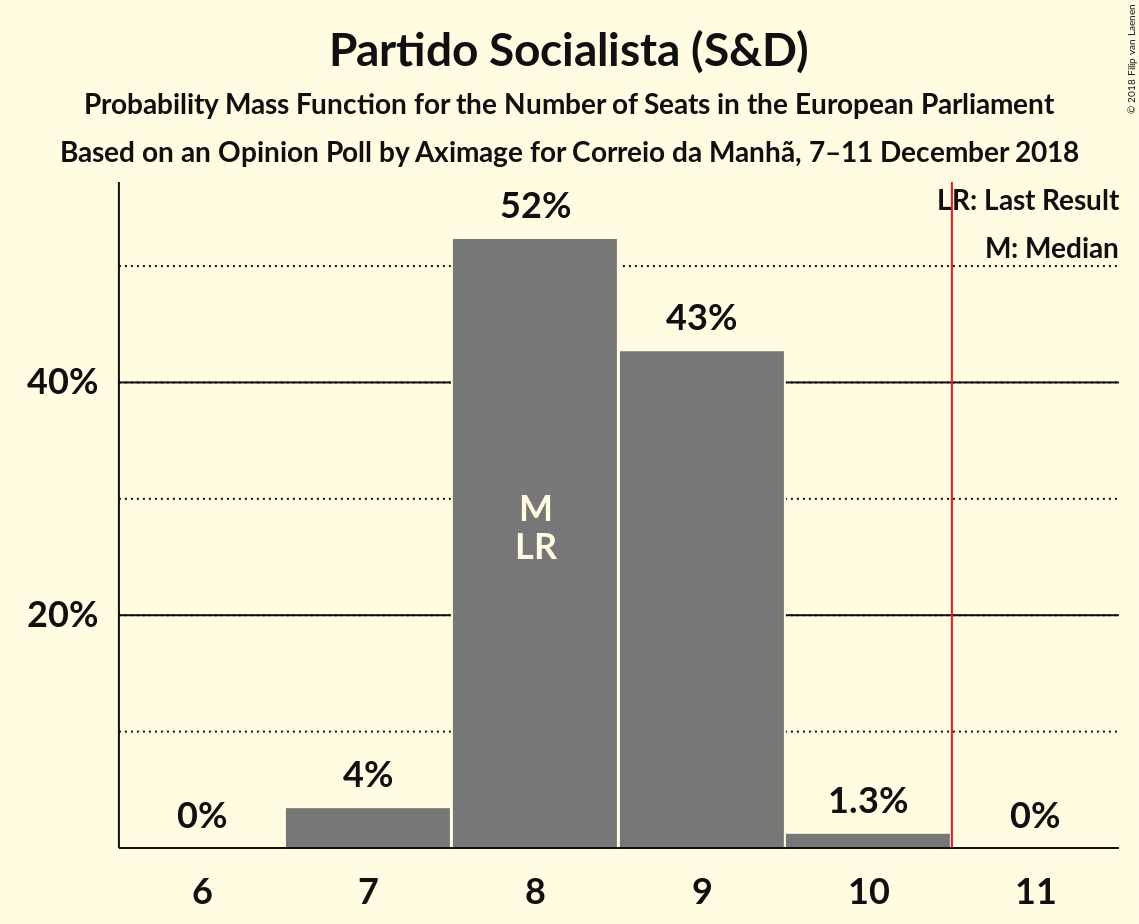 Partido Socialista (S&D)
Probability Mass Function for the Number of Seats in the European Parliament
Based on an Opinion Poll by Aximage for Correio da Manhã, 7–11 December 2018
© 2018 Filip van Laenen
LR: Last Result
M: Median
52%
43%
40%
M
LR
20%
4%
1.3%
0%
0%
6 7 8 9 10 11